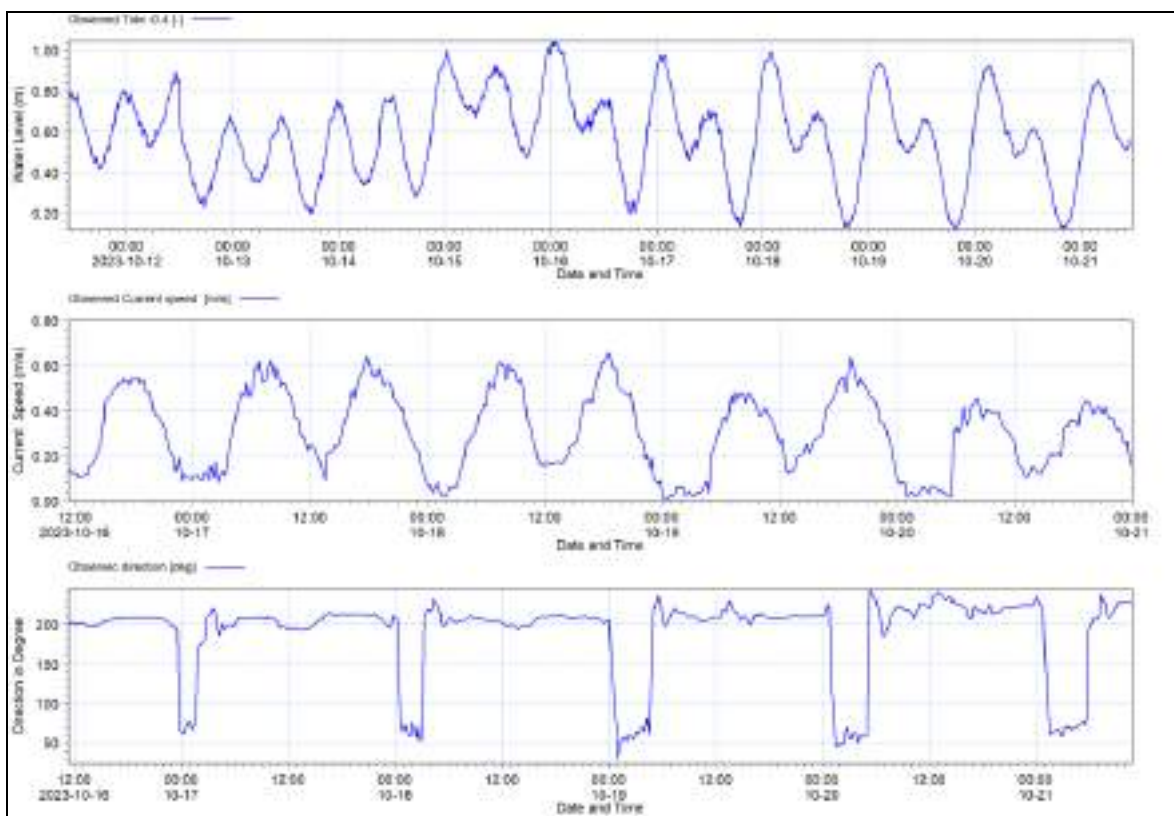 Observed Tide -0.4 [-]
Water Level (m)
1.00
0.80
0.60
0.40
0.20
00:00 00:00 00:00 00:00 00:00 00:00 00:00 00:00 00:00 00:00
2023-10-12 10-13 10-14 10-15 10-16 10-17 10-18 10-19 10-20 10-21
Date and Time
Observed Current speed [m/s]
Current Speed (m/s)
0.80
0.60
0.40
0.20
0.00
12:00 00:00 12:00 00:00 12:00 00:00 12:00 00:00 12:00 00:00
2023-10-16 10-17 10-18 10-19 10-20 10-21
Date and Time
Observed direction [deg]
Direction in Degree
200
150
100
50
12:00 00:00 12:00 00:00 12:00 00:00 12:00 00:00 12:00 00:00
2023-10-16 10-17 10-18 10-19 10-20 10-21
Date and Time